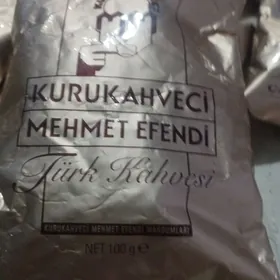 KURUKAHVECİ
MEHMET EFENDİ
Türk Kahvesi
KURUKAHVECİ MEHMET EFENDİ MAHDUMLARI
NET 100 g ℮